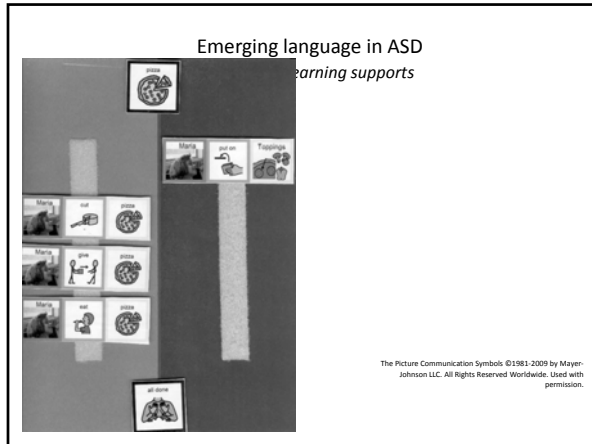 Emerging language in ASD
earning supports
pizza
Maria put on Toppings
Maria cut pizza
Maria give pizza
Maria eat pizza
all done
The Picture Communication Symbols ©1981-2009 by Mayer-
Johnson LLC. All Rights Reserved Worldwide. Used with
permission.